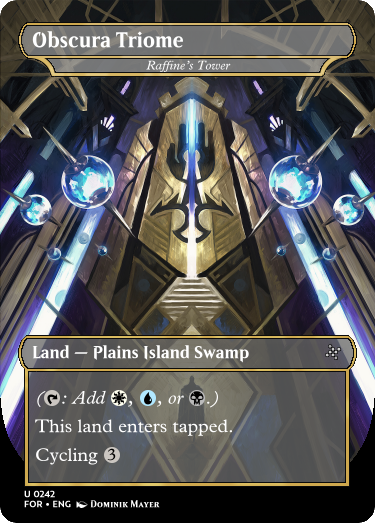 Obscura Triome
Raffine's Tower
Land — Plains Island Swamp
(: Add , , or .)
This land enters tapped.
Cycling 3
U 0242
FOR • ENG Dominik Mayer